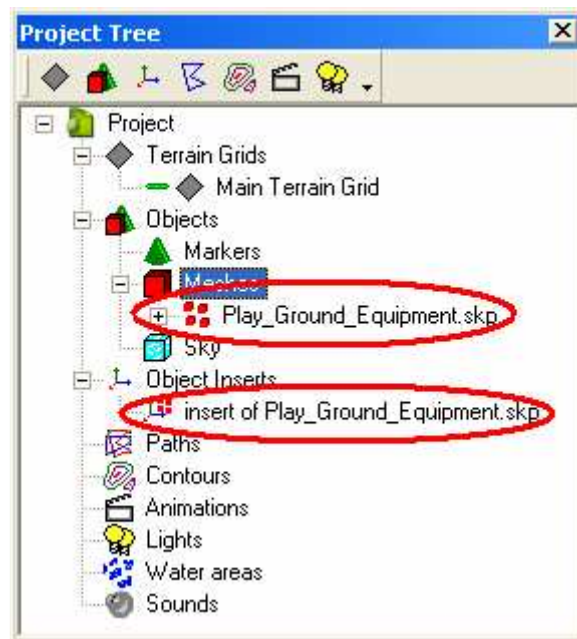 Project Tree
Project
Terrain Grids
Main Terrain Grid
Objects
Markers
Meshes
Play_Ground_Equipment.skp
Sky
Object Inserts
insert of Play_Ground_Equipment.skp
Paths
Contours
Animations
Lights
Water areas
Sounds